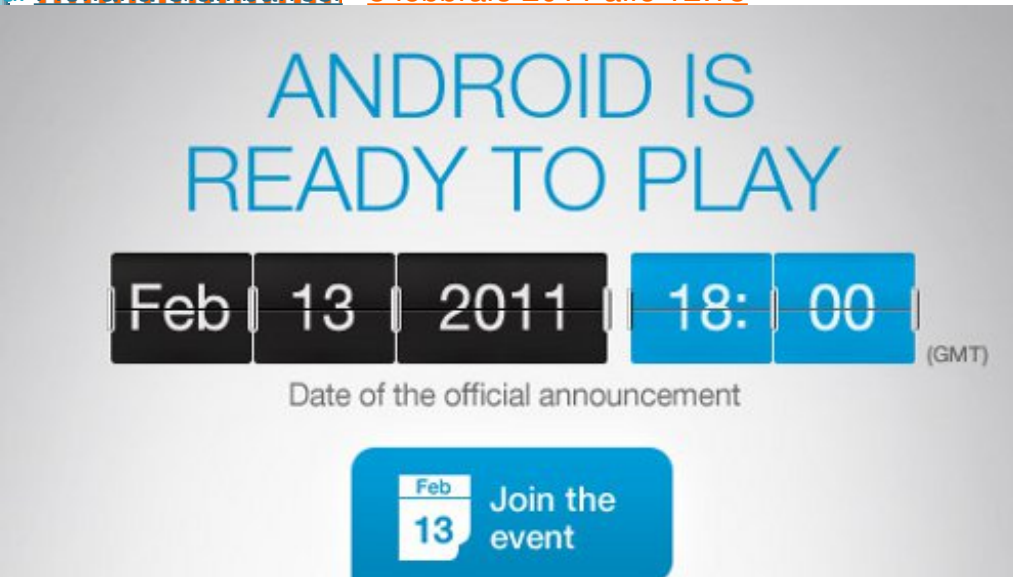 ANDROID IS
READY TO PLAY
Feb 13 2011 18: 00
(GMT)
Date of the official announcement
Feb
13
Join the
event